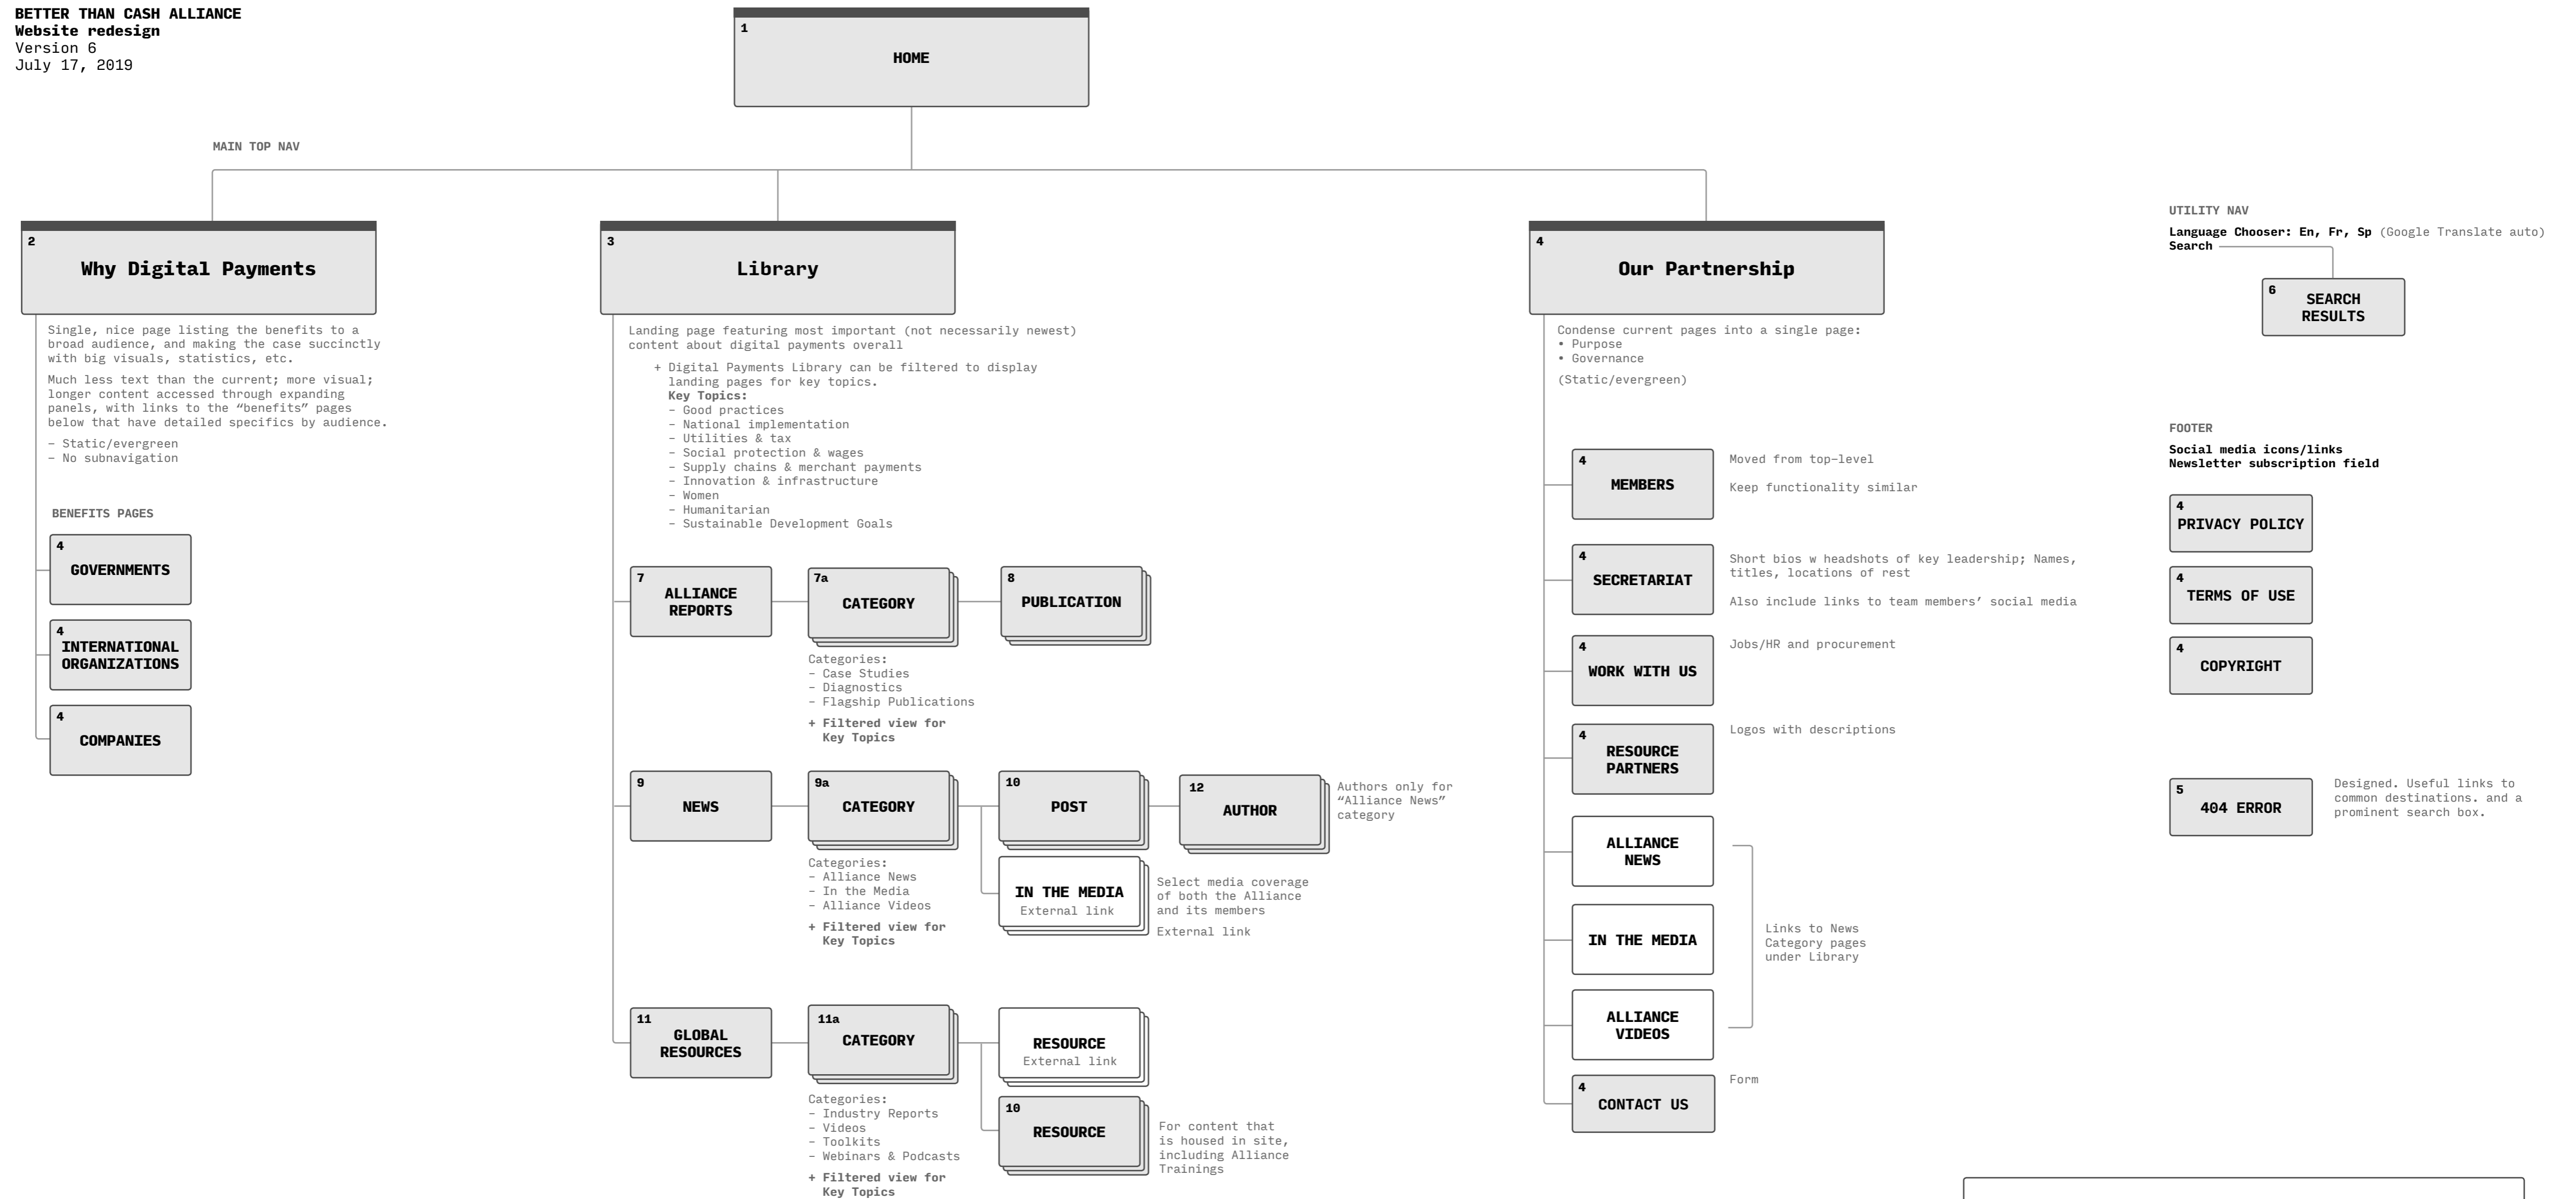 BETTER THAN CASH ALLIANCE
Website redesign
Version 6
July 17, 2019
1
HOME
MAIN TOP NAV
2
Why Digital Payments
Single, nice page listing the benefits to a
broad audience, and making the case succinctly
with big visuals, statistics, etc.
Much less text than the current; more visual;
longer content accessed through expanding
panels, with links to the “benefits” pages
below that have detailed specifics by audience.
– Static/evergreen
– No subnavigation
BENEFITS PAGES
4
GOVERNMENTS
4
INTERNATIONAL
ORGANIZATIONS
4
COMPANIES
3
Library
Landing page featuring most important (not necessarily newest)
content about digital payments overall
+ Digital Payments Library can be filtered to display
landing pages for key topics.
Key Topics:
– Good practices
– National implementation
– Utilities & tax
– Social protection & wages
– Supply chains & merchant payments
– Innovation & infrastructure
– Women
– Humanitarian
– Sustainable Development Goals
7
ALLIANCE
REPORTS
7a
CATEGORY
8
PUBLICATION
Categories:
– Case Studies
– Diagnostics
– Flagship Publications
+ Filtered view for
Key Topics
9
NEWS
9a
CATEGORY
10
POST
12
AUTHOR
Authors only for
“Alliance News”
category
Categories:
– Alliance News
– In the Media
– Alliance Videos
+ Filtered view for
Key Topics
IN THE MEDIA
External link
Select media coverage
of both the Alliance
and its members
External link
11
GLOBAL
RESOURCES
11a
CATEGORY
RESOURCE
External link
Categories:
– Industry Reports
– Videos
– Toolkits
– Webinars & Podcasts
+ Filtered view for
Key Topics
10
RESOURCE
For content that
is housed in site,
including Alliance
Trainings
4
Our Partnership
Condense current pages into a single page:
• Purpose
• Governance
(Static/evergreen)
4
MEMBERS
Moved from top-level
Keep functionality similar
4
SECRETARIAT
Short bios w headshots of key leadership; Names,
titles, locations of rest
Also include links to team members’ social media
4
WORK WITH US
Jobs/HR and procurement
4
RESOURCE
PARTNERS
Logos with descriptions
ALLIANCE
NEWS
IN THE MEDIA
ALLIANCE
VIDEOS
Links to News
Category pages
under Library
4
CONTACT US
Form
UTILITY NAV
Language Chooser: En, Fr, Sp (Google Translate auto)
Search
6
SEARCH
RESULTS
FOOTER
Social media icons/links
Newsletter subscription field
4
PRIVACY POLICY
4
TERMS OF USE
4
COPYRIGHT
5
404 ERROR
Designed. Useful links to
common destinations. and a
prominent search box.